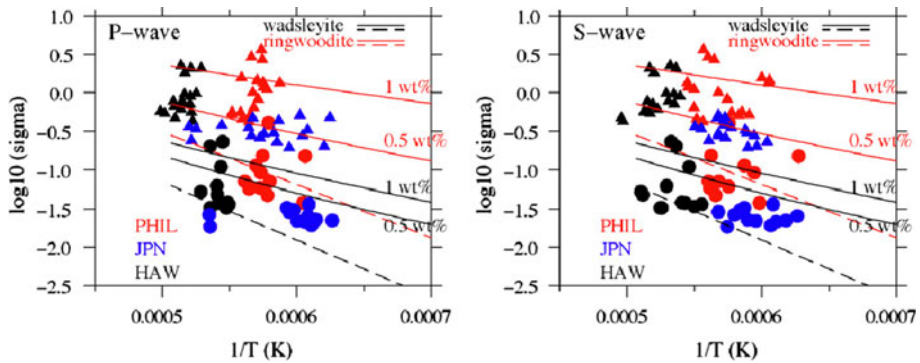 P-wave
wadsleyite
ringwoodite
1 wt%
0.5 wt%
1 wt%
0.5 wt%
PHIL
JPN
HAW
log10 (sigma)
1.0
0.5
0.0
-0.5
-1.0
-1.5
-2.0
-2.5
0.0005
0.0006
0.0007
1/T (K)
S-wave
wadsleyite
ringwoodite
1 wt%
0.5 wt%
1 wt%
0.5 wt%
PHIL
JPN
HAW
log10 (sigma)
1.0
0.5
0.0
-0.5
-1.0
-1.5
-2.0
-2.5
0.0005
0.0006
0.0007
1/T (K)